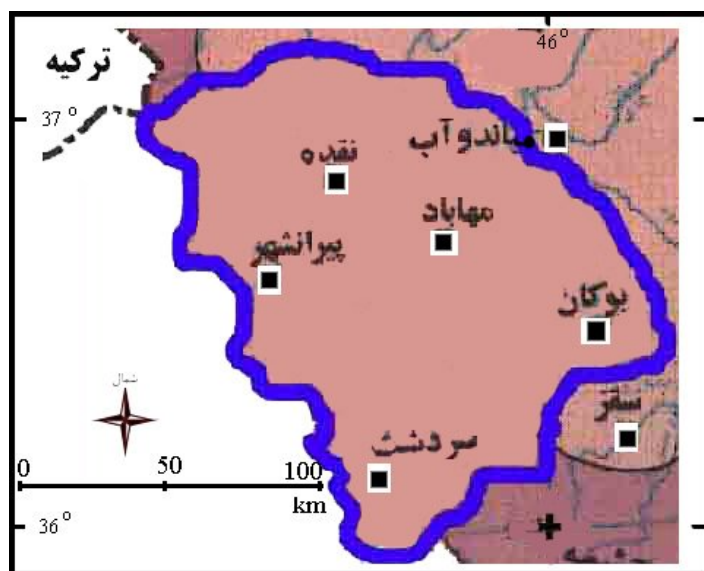 46°
ترکیه
37°
میاندوآب
نقده
مهاباد
پیرانشهر
بوکان
شمال
سقز
سردشت
0 50 100
km
36°